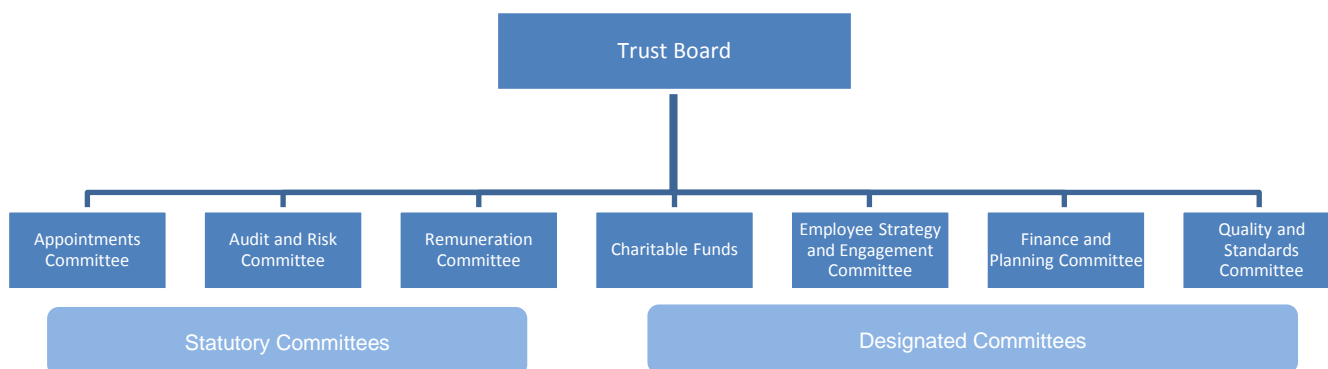 Trust Board
Appointments
Committee
Audit and Risk
Committee
Remuneration
Committee
Charitable Funds
Employee Strategy
and Engagement
Committee
Finance and
Planning Committee
Quality and
Standards
Committee
Statutory Committees
Designated Committees